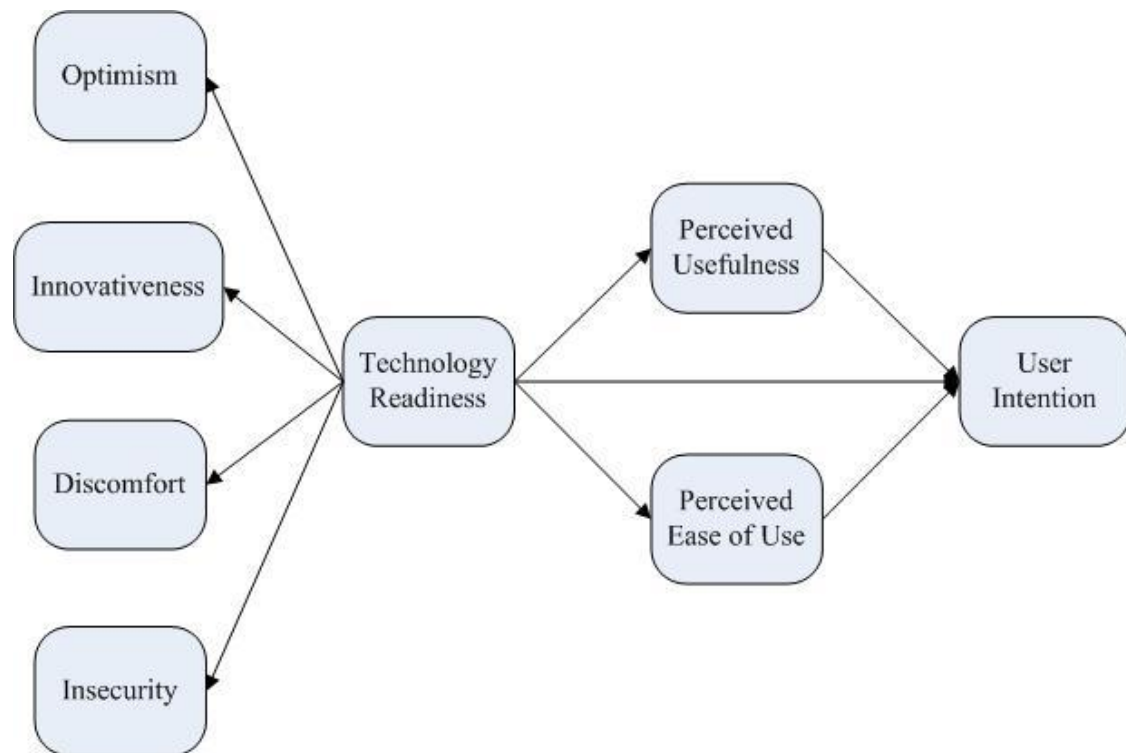 Optimism
Innovativeness
Discomfort
Insecurity
Technology
Readiness
Perceived
Usefulness
Perceived
Ease of Use
User
Intention